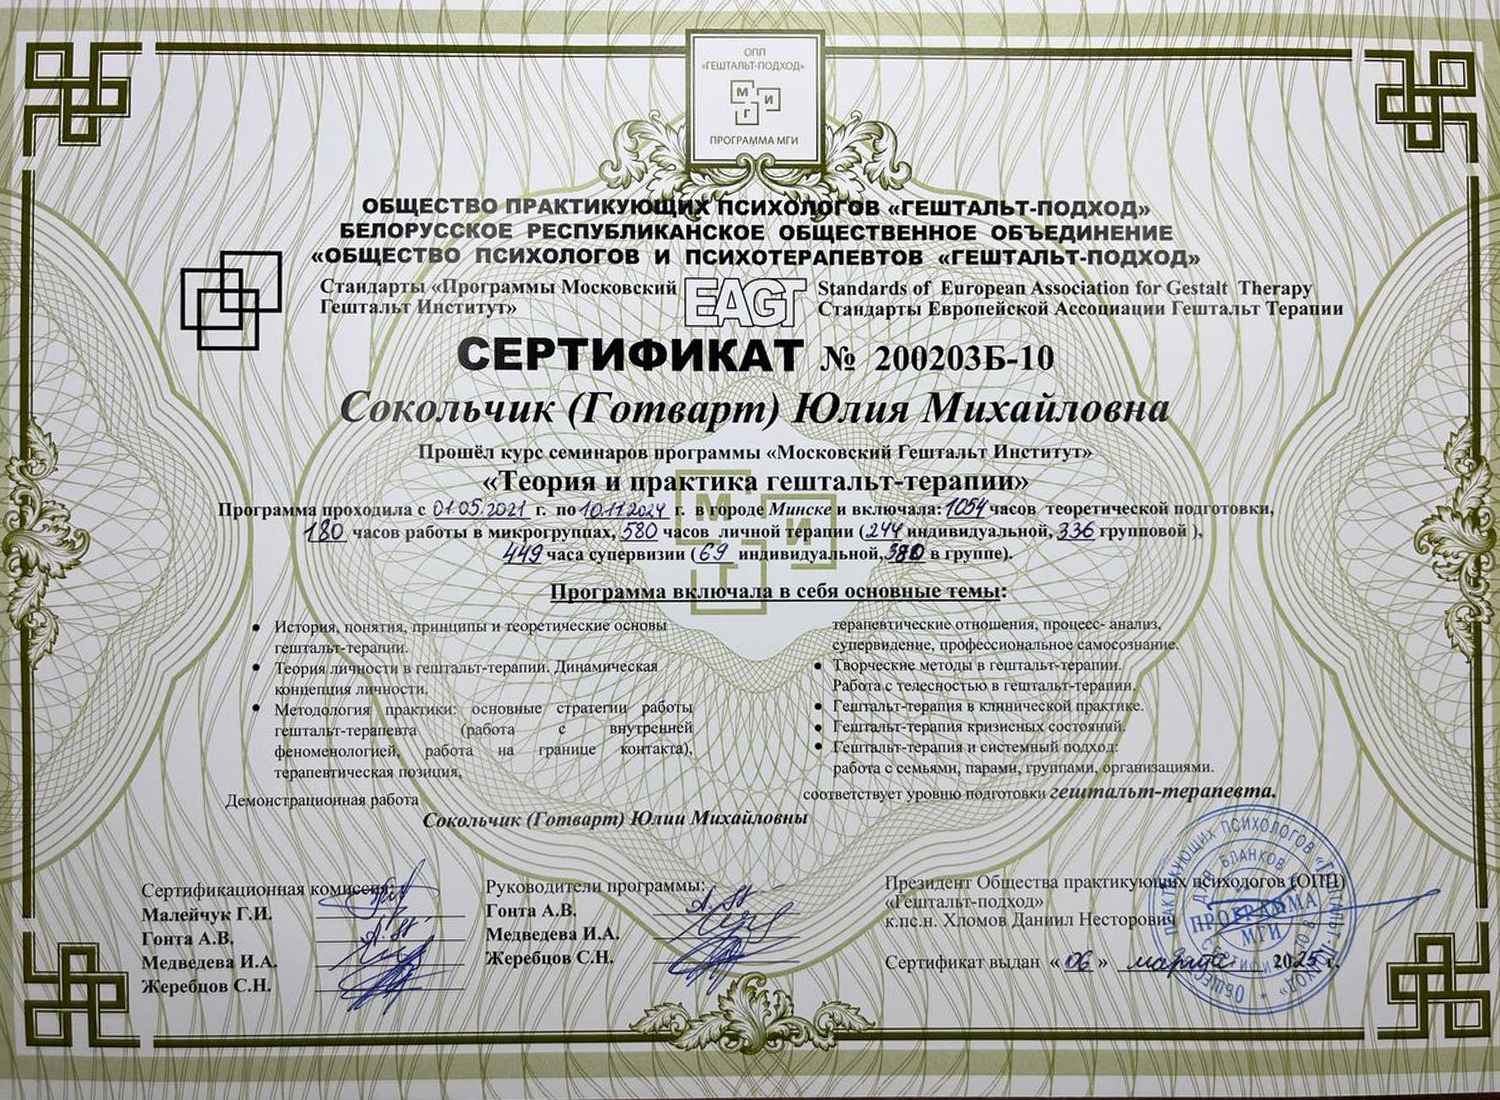 ОПП
«ГЕШТАЛЬТ-ПОДХОД»
М
И
Г
ПРОГРАММА МГИ
ОБЩЕСТВО ПРАКТИКУЮЩИХ ПСИХОЛОГОВ «ГЕШТАЛЬТ-ПОДХОД»
БЕЛОРУССКОЕ РЕСПУБЛИКАНСКОЕ ОБЩЕСТВЕННОЕ ОБЪЕДИНЕНИЕ
«ОБЩЕСТВО ПСИХОЛОГОВ И ПСИХОТЕРАПЕВТОВ «ГЕШТАЛЬТ-ПОДХОД»
Стандарты «Программы Московский
Гештальт Институт»
EAGT
Standards of European Association for Gestalt Therapy
Стандарты Европейской Ассоциации Гештальт Терапии
СЕРТИФИКАТ № 200203Б-10
Сокольчик (Готварт) Юлия Михайловна
Прошёл курс семинаров программы «Московский Гештальт Институт»
«Теория и практика гештальт-терапии»
Программа проходила с 01.05.2021 г. по 10.11.2024 г. в городе Минске и включала: 1054 часов теоретической подготовки,
180 часов работы в микрогруппах, 580 часов личной терапии (244 индивидуальной, 336 групповой ),
449 часа супервизии ( 69 индивидуальной, 380 в группе).
Программа включала в себя основные темы:
• История, понятия, принципы и теоретические основы
гештальт-терапии.
• Теория личности в гештальт-терапии. Динамическая
концепция личности.
• Методология практики: основные стратегии работы
гештальт-терапевта (работа с внутренней
феноменологией, работа на границе контакта),
терапевтическая позиция,
терапевтические отношения, процесс- анализ,
супервидение, профессиональное самосознание.
• Творческие методы в гештальт-терапии.
Работа с телесностью в гештальт-терапии.
• Гештальт-терапия в клинической практике.
• Гештальт-терапия кризисных состояний.
• Гештальт-терапия и системный подход:
работа с семьями, парами, группами, организациями.
Демонстрационная работа
Сокольчик (Готварт) Юлии Михайловны
соответствует уровню подготовки гештальт-терапевта.
Сертификационная комиссия:
Малейчук Г.И.
Гонта А.В.
Медведева И.А.
Жеребцов С.Н.
Руководители программы:
Гонта А.В.
Медведева И.А.
Жеребцов С.Н.
Президент Общества практикующих психологов (ОПП)
«Гештальт-подход»
к.пс.н. Хломов Даниил Несторович
Сертификат выдан « 06 » марта 2025 г.
ОБЩЕСТВО ПРАКТИКУЮЩИХ ПСИХОЛОГОВ «ГЕШТАЛЬТ-ПОДХОД»
ДЛЯ БЛАНКОВ СЕРТИФИКАТОВ
ПРОГРАММА
МГИ